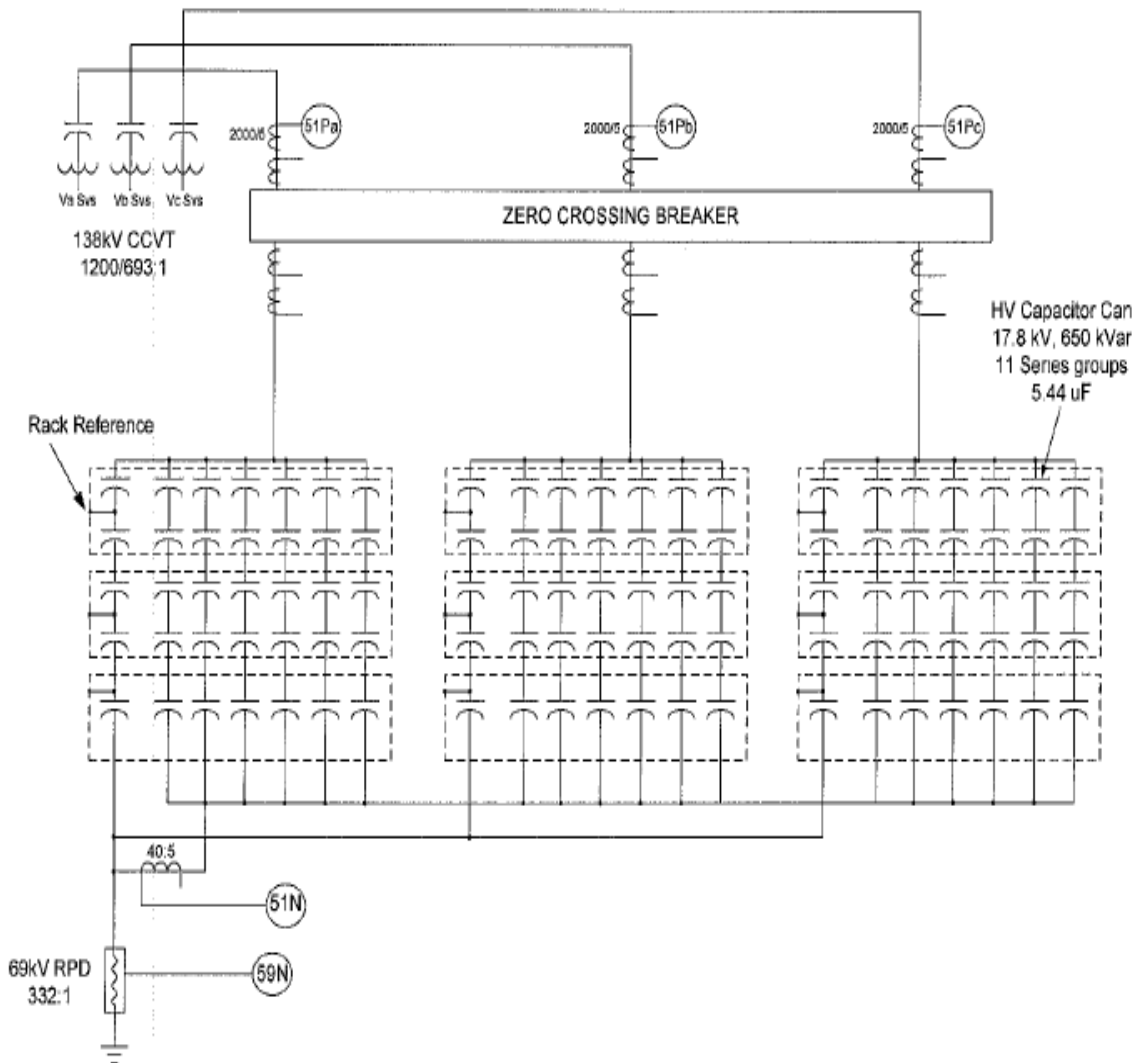 2000/5
51Pa
2000/5
51Pb
2000/5
51Pc
Va Svs
Vb Svs
Vc Svs
138kV CCVT
1200/693:1
ZERO CROSSING BREAKER
HV Capacitor Can
17.8 kV, 650 kVar
11 Series groups
5.44 uF
Rack Reference
40:5
51N
69kV RPD
332:1
59N